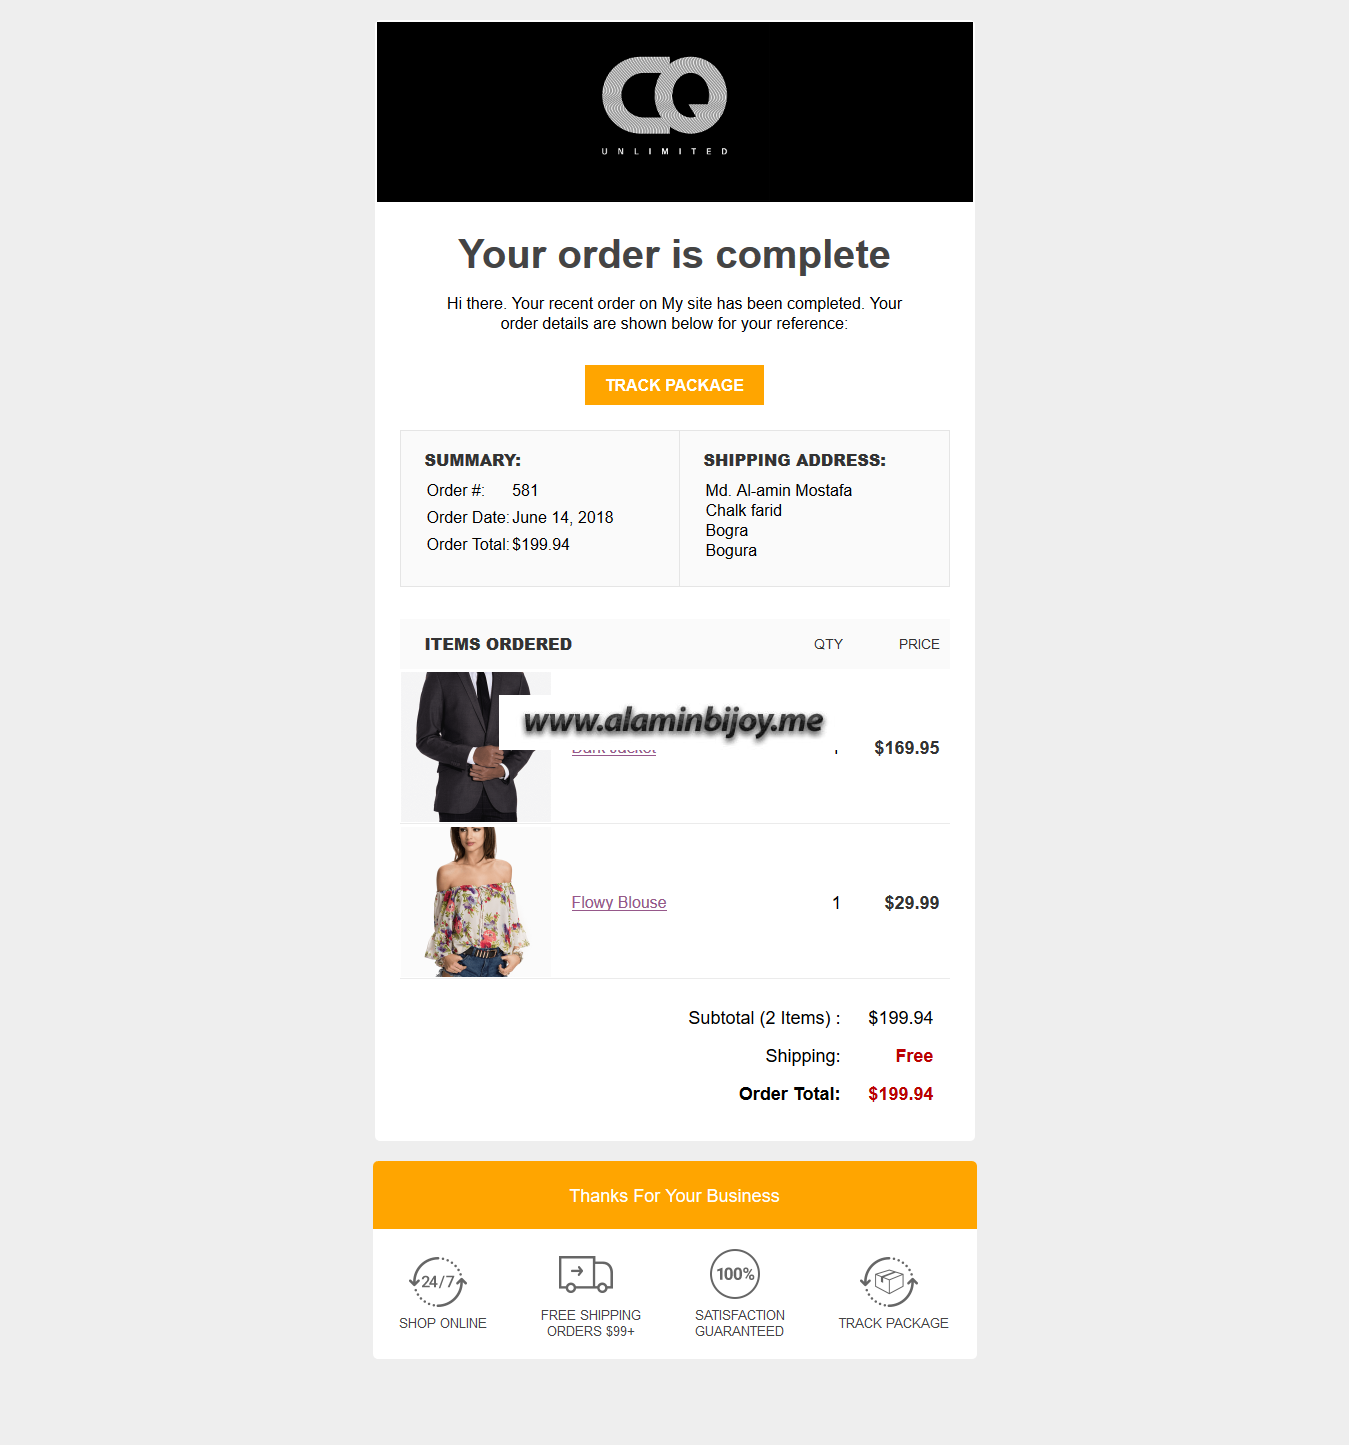 CQ
UNLIMITED
Your order is complete
Hi there. Your recent order on My site has been completed. Your
order details are shown below for your reference:
TRACK PACKAGE
SUMMARY:
Order #: 581
Order Date: June 14, 2018
Order Total: $199.94
SHIPPING ADDRESS:
Md. Al-amin Mostafa
Chalk farid
Bogra
Bogura
ITEMS ORDERED QTY PRICE
www.alaminbijoy.me
Dark Jacket $169.95
Flowy Blouse 1 $29.99
Subtotal (2 Items) : $199.94
Shipping: Free
Order Total: $199.94
Thanks For Your Business
24/7
SHOP ONLINE
FREE SHIPPING
ORDERS $99+
100%
SATISFACTION
GUARANTEED
TRACK PACKAGE